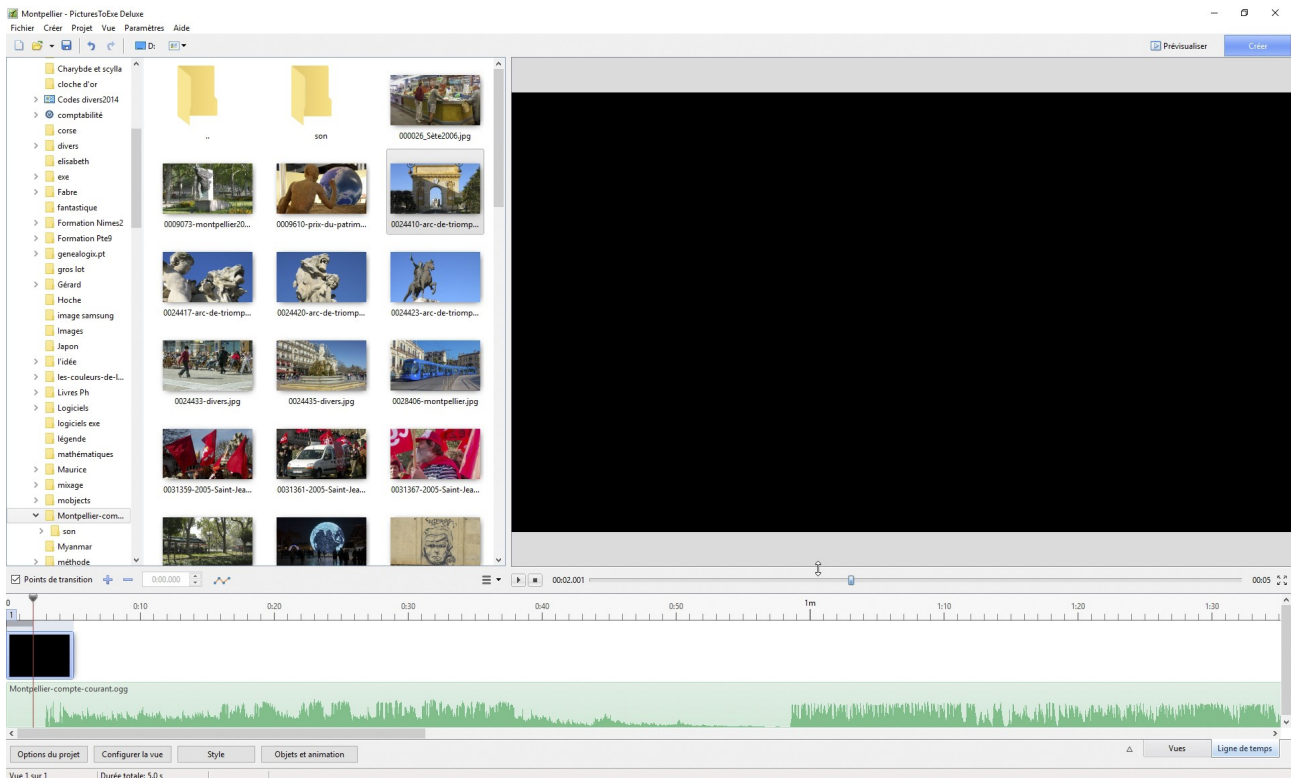 Montpellier - PicturesToExe Deluxe
Fichier Créer Projet Vue Paramètres Aide
D:
Prévisualiser
Créer
Charybde et scylla
cloche d'or
Codes divers2014
comptabilité
corse
divers
elisabeth
exe
Fabre
fantastique
Formation Nimes2
Formation Pte9
genealogix.pt
gros lot
Gérard
Hoche
image samsung
Images
Japon
l'idée
les-couleurs-de-l...
Livres Ph
Logiciels
logiciels exe
légende
mathématiques
Maurice
mixage
mobjects
Montpellier-com...
son
Myanmar
méthode
.. son 000026_Sète2006.jpg
0009073-montpellier20... 0009610-prix-du-patrim... 0024410-arc-de-triomp...
0024417-arc-de-triomp... 0024420-arc-de-triomp... 0024423-arc-de-triomp...
0024433-divers.jpg 0024435-divers.jpg 0028406-montpellier.jpg
0031359-2005-Saint-Jea... 0031361-2005-Saint-Jea... 0031367-2005-Saint-Jea...
Points de transition 0:00.000 00:02.001 00:05
0 0:10 0:20 0:30 0:40 0:50 1m 1:10 1:20 1:30
1
Montpellier-compte-courant.ogg
Options du projet Configurer la vue Style Objets et animation Vues Ligne de temps
Vue 1 sur 1 Durée totale: 5.0 s